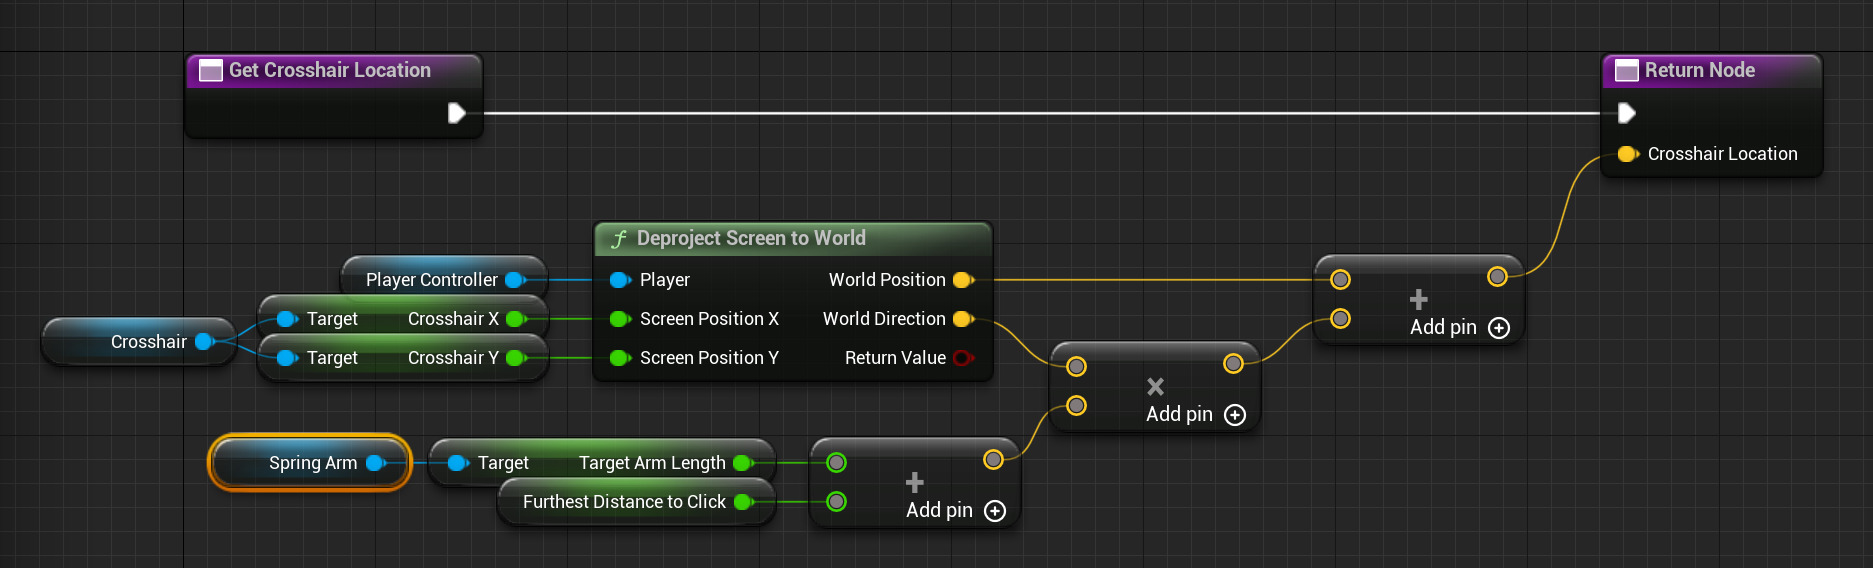 Get Crosshair Location
Return Node
Crosshair Location
Deproject Screen to World
Player Controller
Player
World Position
Target
Crosshair X
Screen Position X
World Direction
Add pin
Crosshair
Target
Crosshair Y
Screen Position Y
Return Value
Add pin
Spring Arm
Target
Target Arm Length
Furthest Distance to Click
Add pin